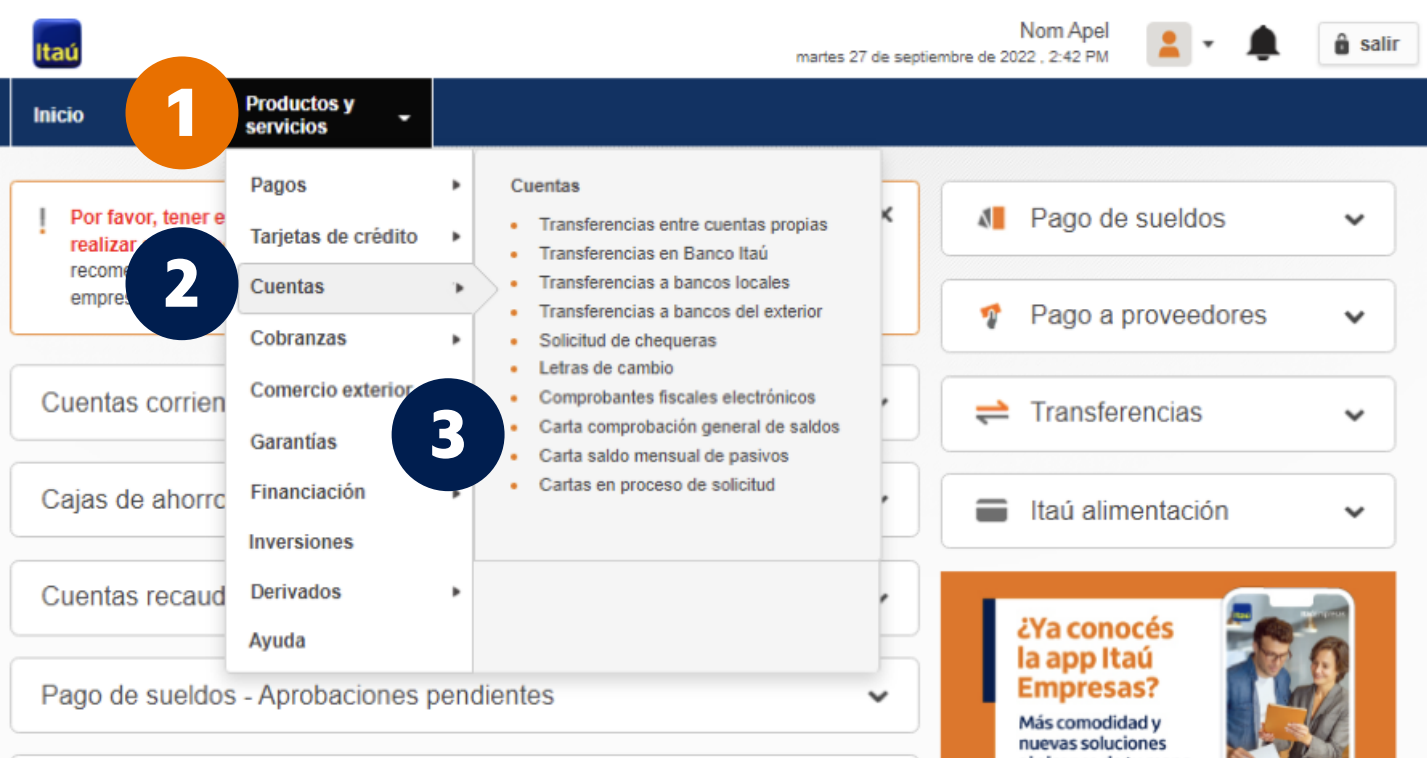 Itaú
Nom Apel
martes 27 de septiembre de 2022 , 2:42 PM
salir
Inicio
1
Productos y
servicios
Por favor, tener e
realizar
recome
empres
2
Pagos
Tarjetas de crédito
Cuentas
Cobranzas
Comercio exterior
Garantías
Financiación
Inversiones
Derivados
Ayuda
3
Cuentas
Transferencias entre cuentas propias
Transferencias en Banco Itaú
Transferencias a bancos locales
Transferencias a bancos del exterior
Solicitud de chequeras
Letras de cambio
Comprobantes fiscales electrónicos
Carta comprobación general de saldos
Carta saldo mensual de pasivos
Cartas en proceso de solicitud
Cuentas corrien
Cajas de ahorro
Cuentas recaud
Pago de sueldos - Aprobaciones pendientes
Pago de sueldos
Pago a proveedores
Transferencias
Itaú alimentación
¿Ya conocés
la app Itaú
Empresas?
Más comodidad y
nuevas soluciones